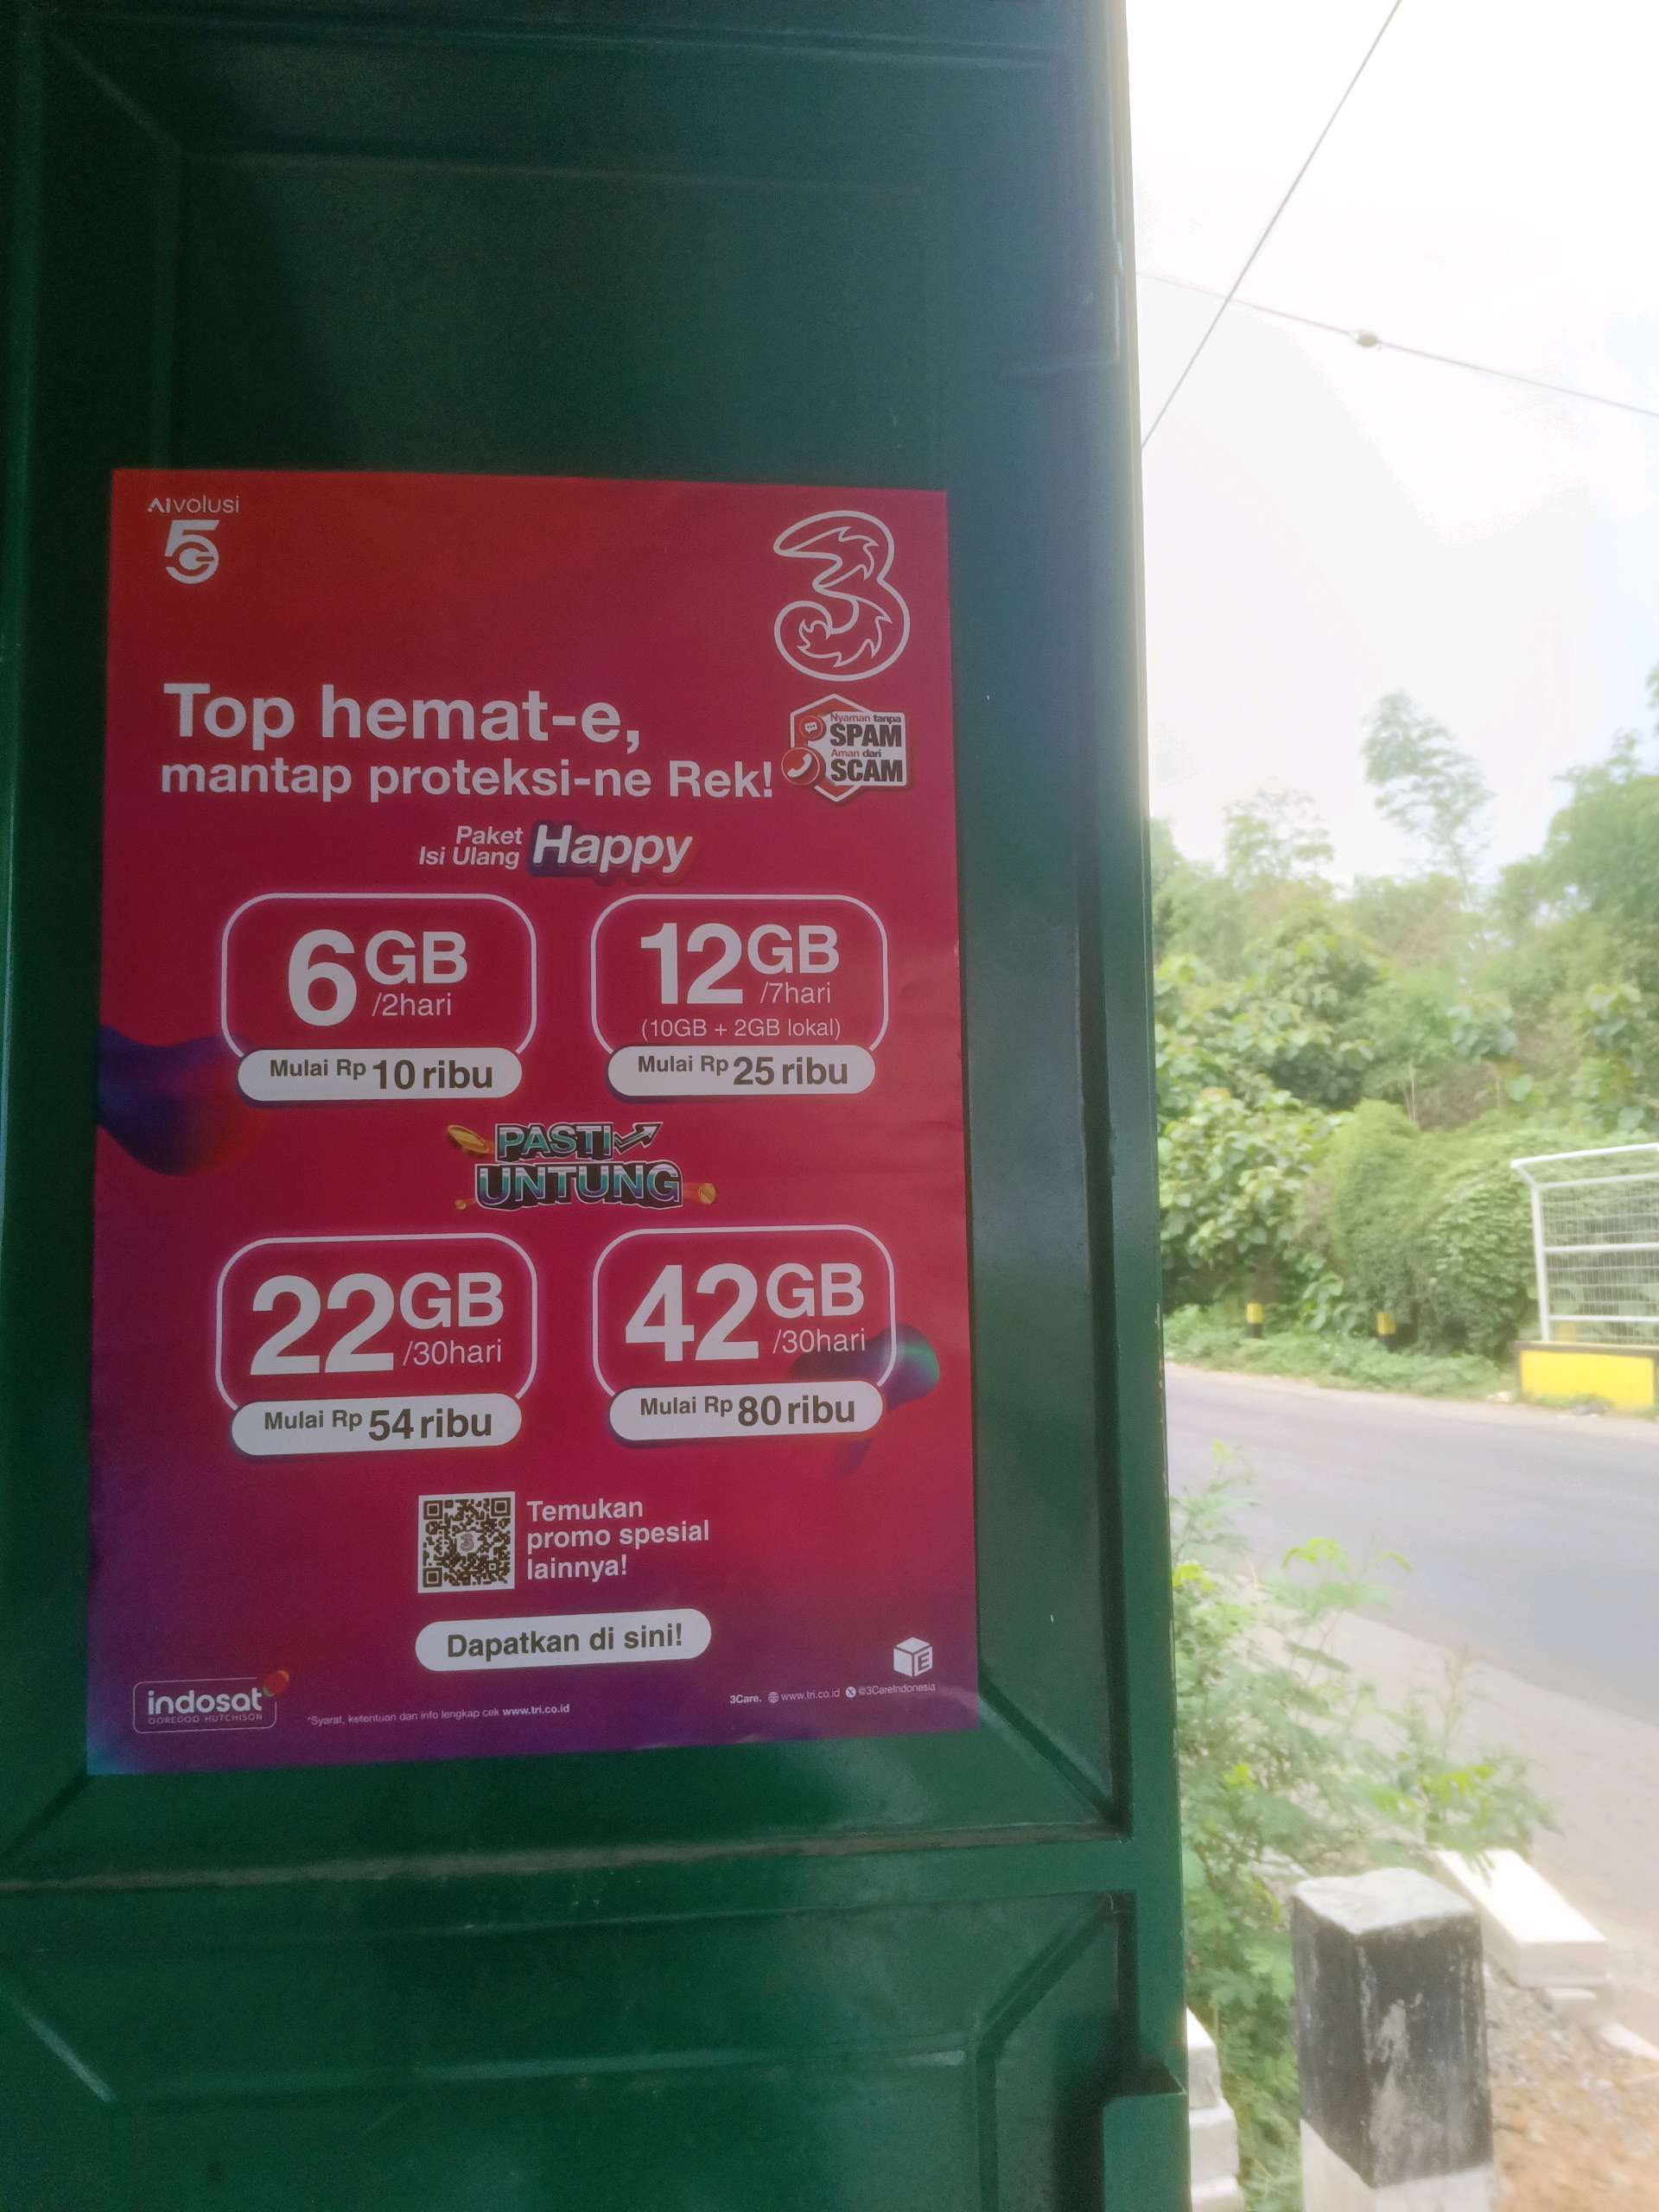 AIVOLUSI
5G
3
Top hemat-e,
mantap proteksi-ne Rek!
Nyaman tanpa
SPAM
Aman dari
SCAM
Paket
Isi Ulang
Happy
6GB
/2hari
Mulai Rp 10 ribu
12GB
/7hari
(10GB + 2GB lokal)
Mulai Rp 25 ribu
PASTI
UNTUNG
22GB
/30hari
Mulai Rp 54 ribu
42GB
/30hari
Mulai Rp 80 ribu
Temukan
promo spesial
lainnya!
Dapatkan di sini!
indosat
OOREDOO HUTCHISON
*Syarat, ketentuan dan info lengkap cek www.tri.co.id
E
3Care. www.tri.co.id X @3CareIndonesia